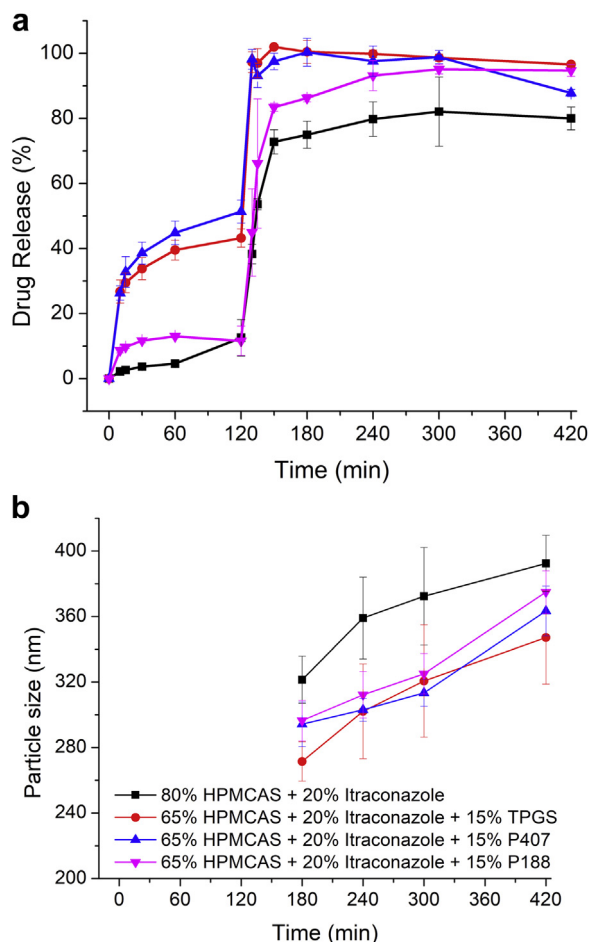 a
100
80
60
40
20
0
Drug Release (%)
0 60 120 180 240 300 360 420
Time (min)
b
400
360
320
280
240
200
Particle size (nm)
80% HPMCAS + 20% Itraconazole
65% HPMCAS + 20% Itraconazole + 15% TPGS
65% HPMCAS + 20% Itraconazole + 15% P407
65% HPMCAS + 20% Itraconazole + 15% P188
0 60 120 180 240 300 360 420
Time (min)